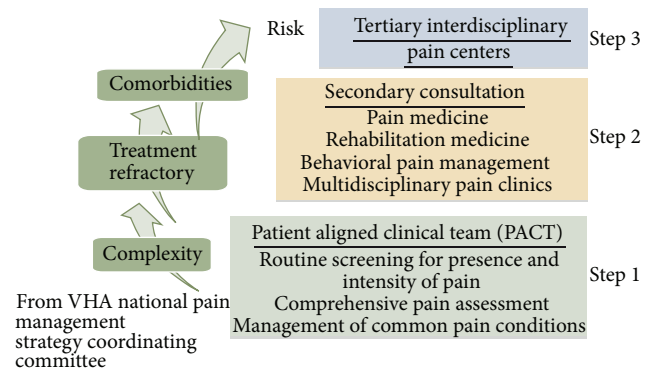 Risk
Tertiary interdisciplinary
pain centers
Step 3
Comorbidities
Secondary consultation
Pain medicine
Rehabilitation medicine
Behavioral pain management
Multidisciplinary pain clinics
Step 2
Treatment
refractory
Patient aligned clinical team (PACT)
Routine screening for presence and
intensity of pain
Comprehensive pain assessment
Management of common pain conditions
Step 1
Complexity
From VHA national pain
management
strategy coordinating
committee